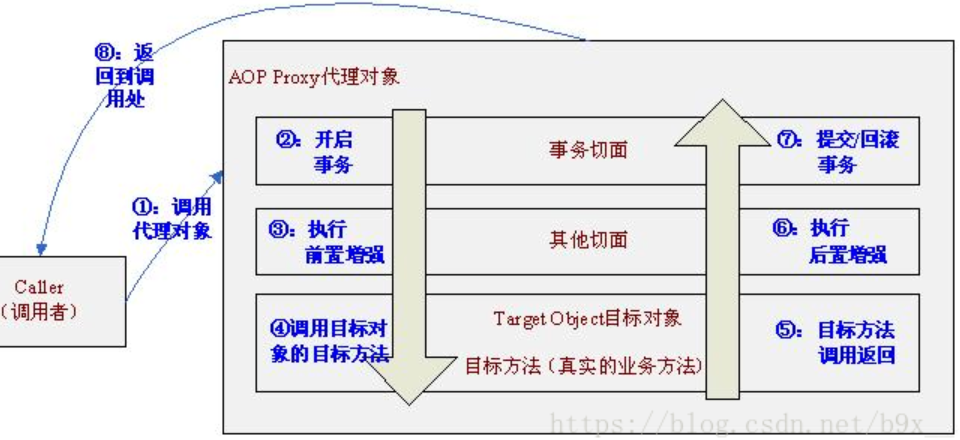 ⑧：返
回到调
用处
AOP Proxy代理对象
②：开启
事务
事务切面
⑦：提交/回滚
事务
①：调用
代理对象
③：执行
前置增强
其他切面
⑥：执行
后置增强
Caller
（调用者）
④调用目标对
象的目标方法
Target Object目标对象
目标方法（真实的业务方法）
⑤：目标方法
调用返回
https://blog.csdn.net/b9x